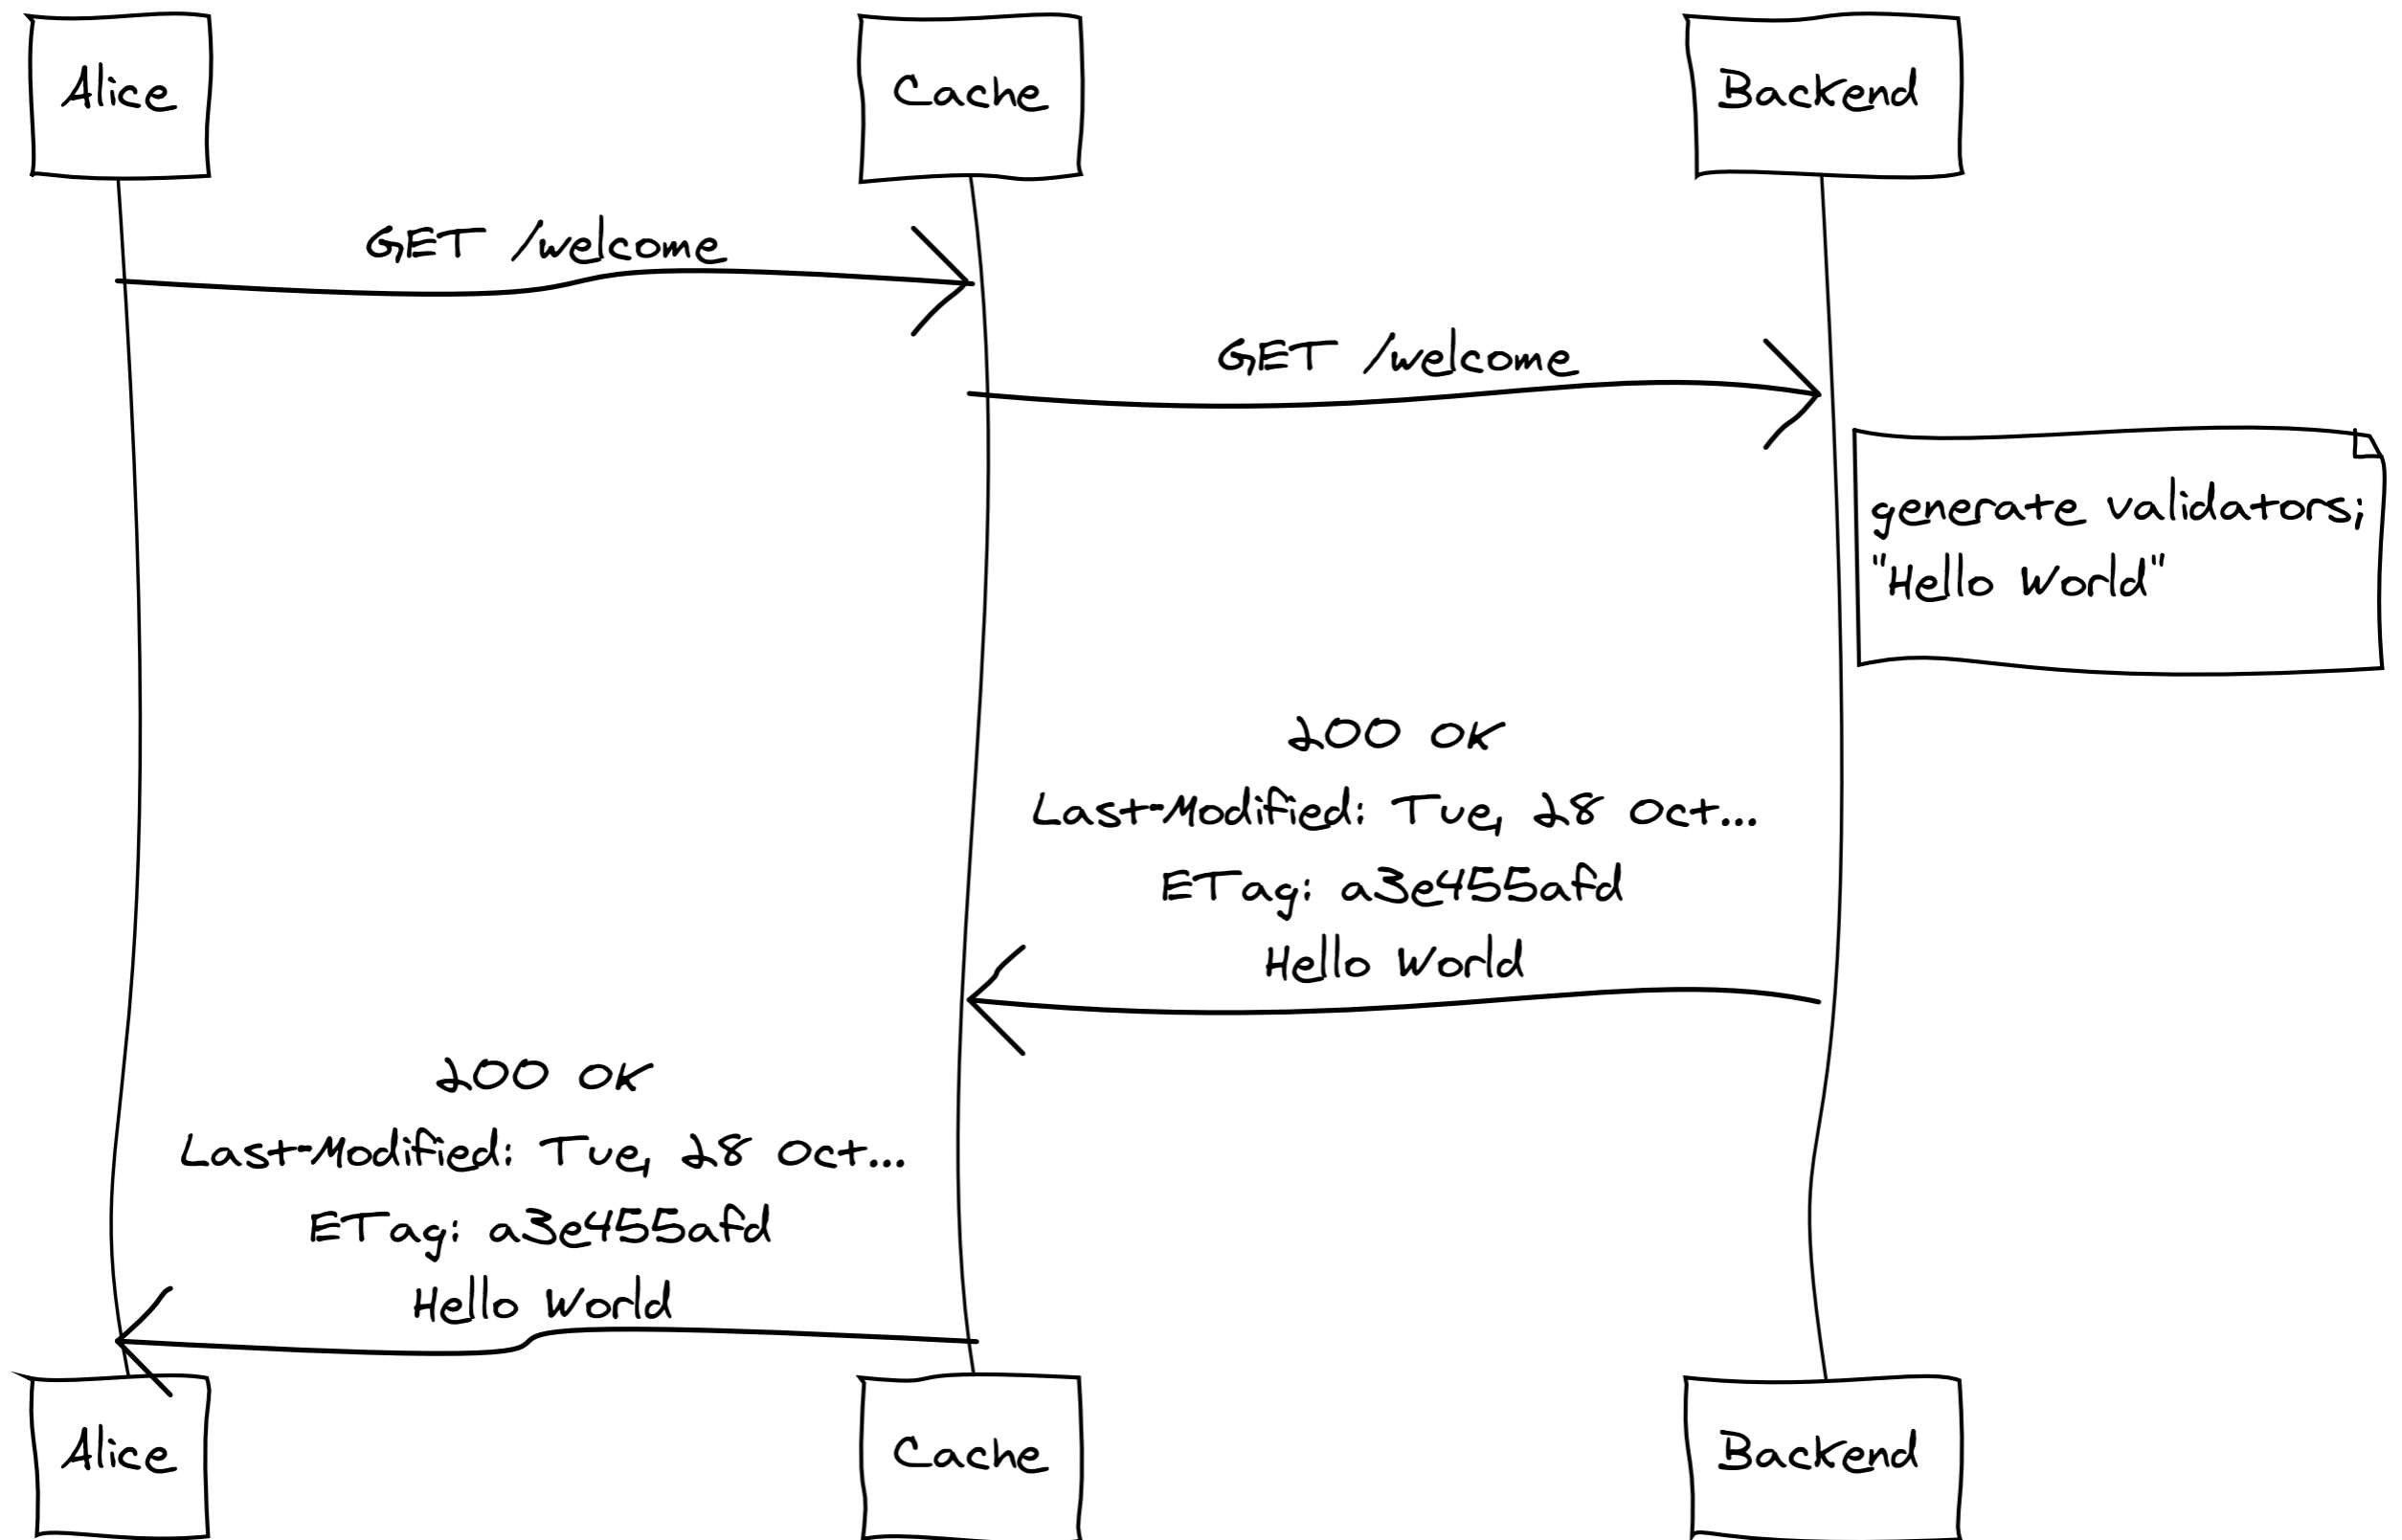 Alice
Cache
Backend
GET /welcome
GET /welcome
generate validators;
"Hello World"
200 OK
Last-Modified: Tue, 28 Oct...
ETag: a3e455afd
Hello World
200 OK
Last-Modified: Tue, 28 Oct...
ETag: a3e455afd
Hello World
Alice
Cache
Backend